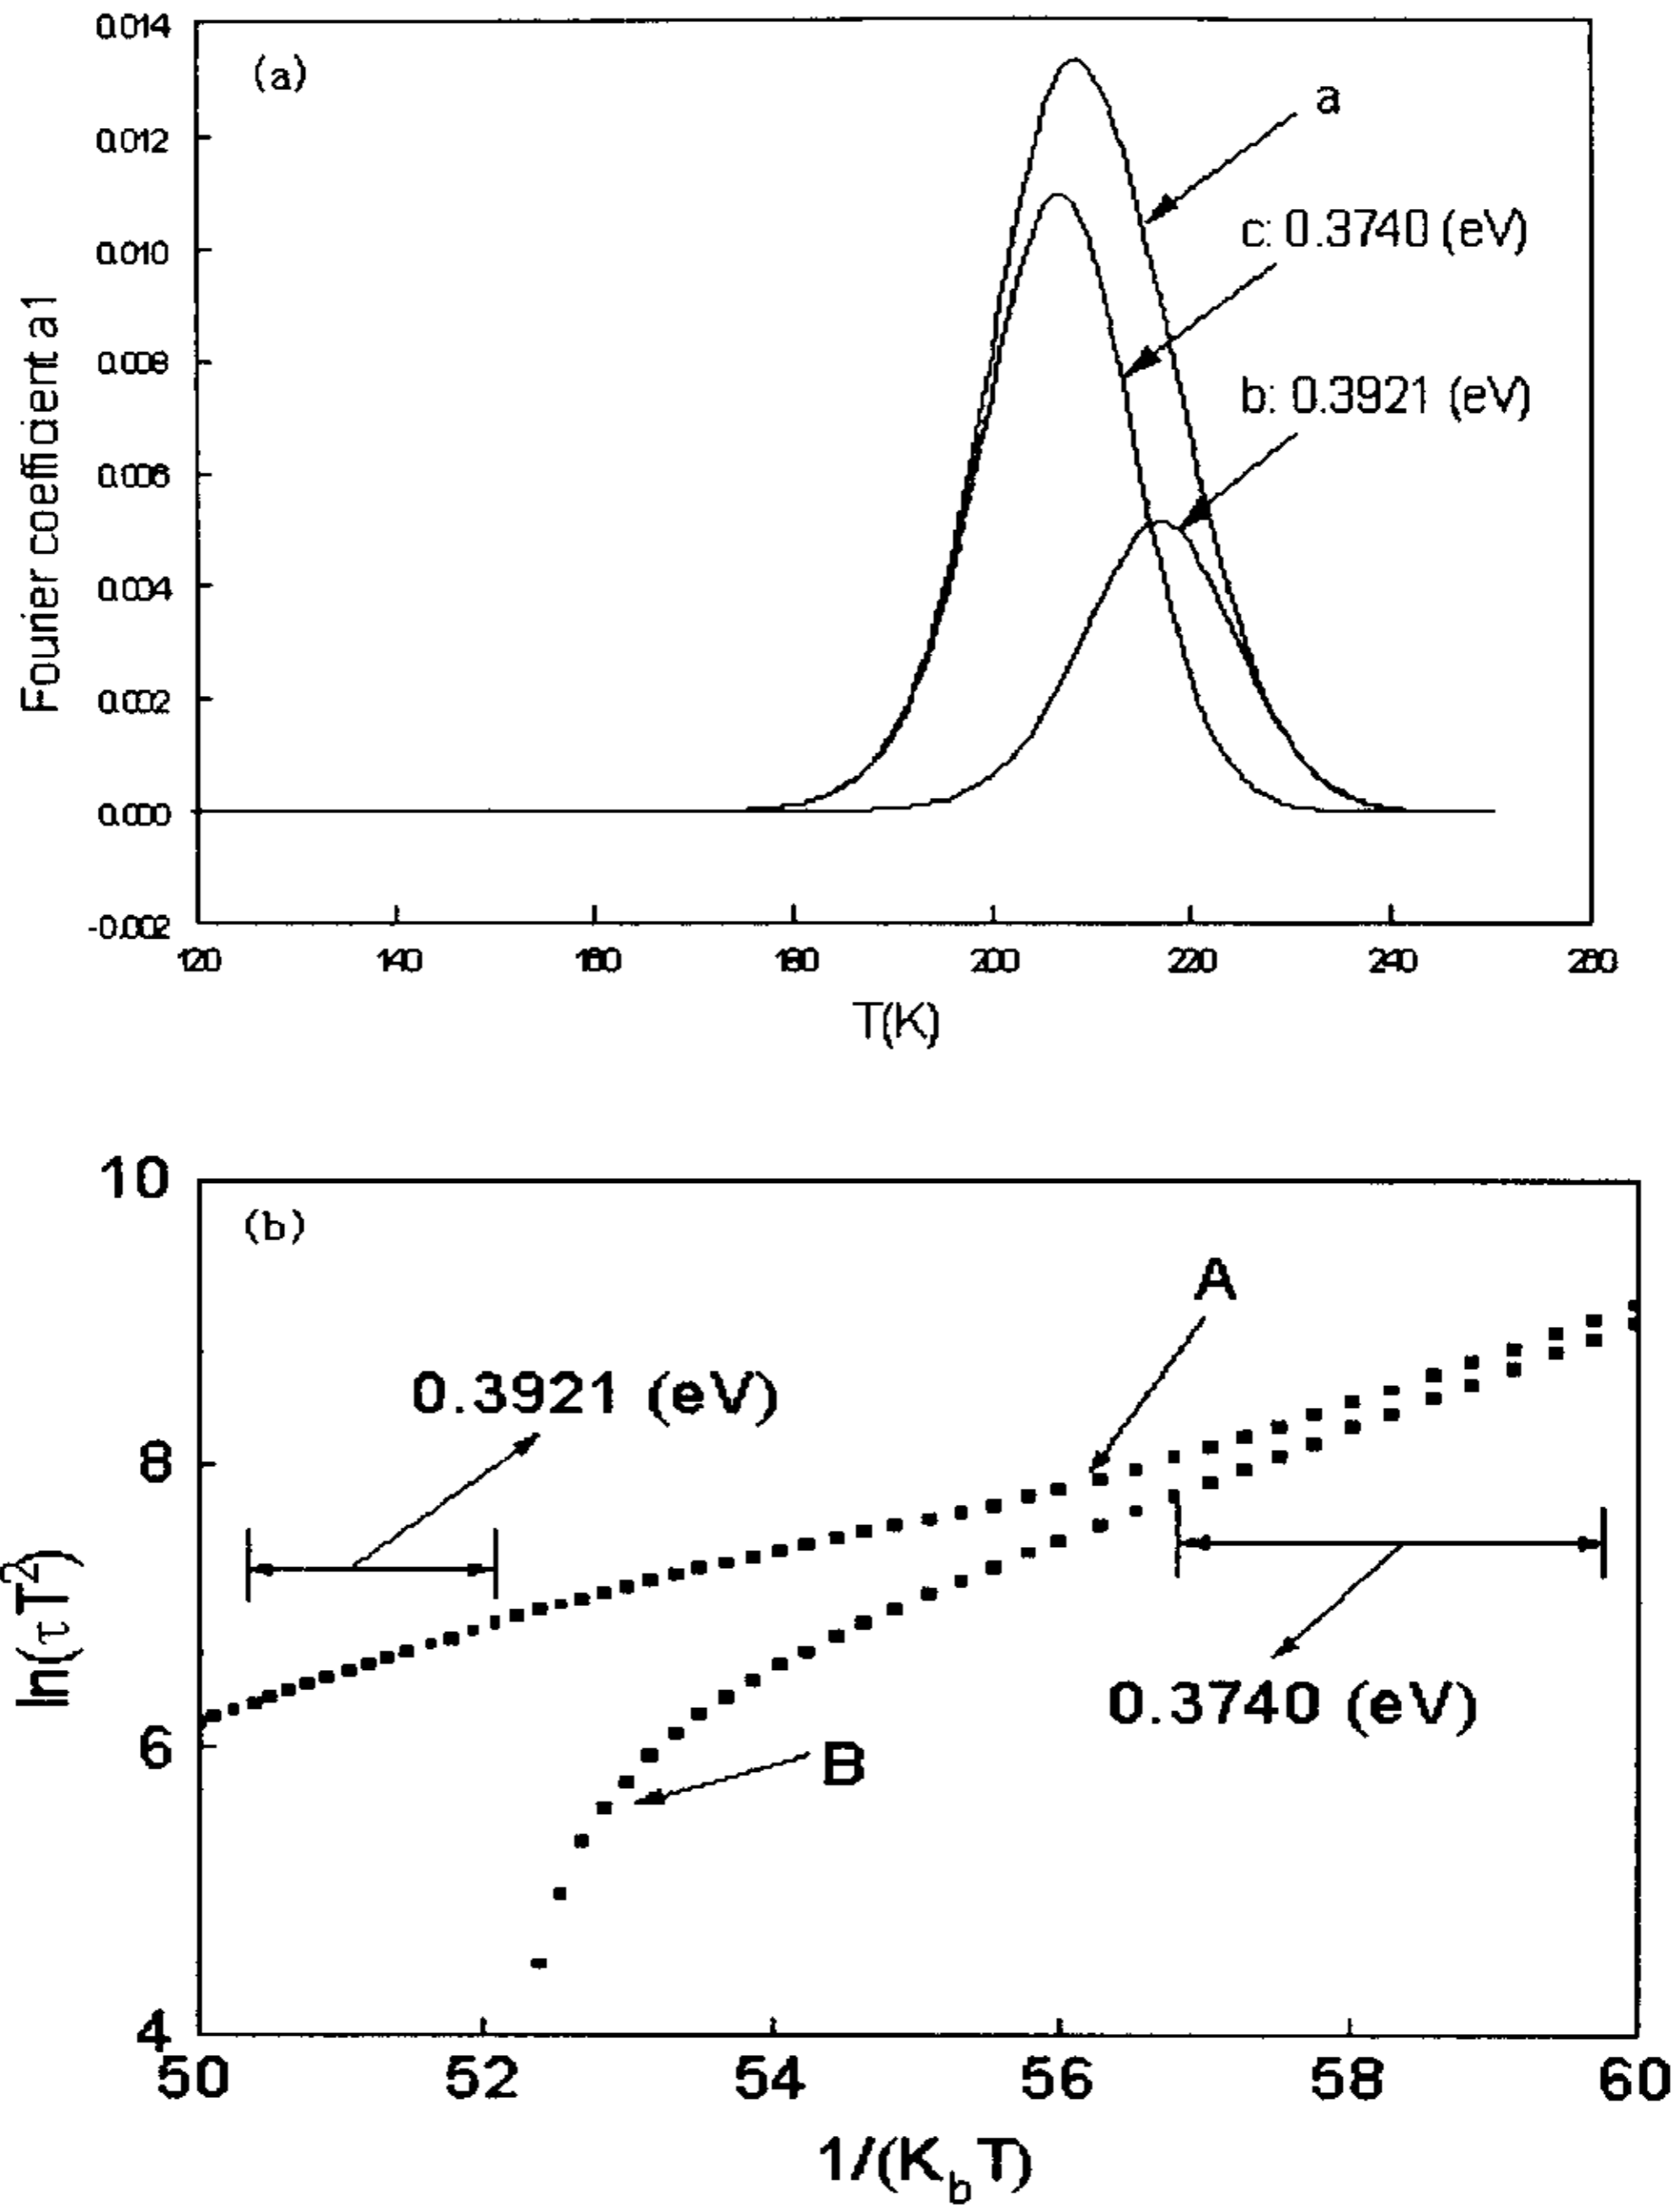 (a)
0.014
0.012
0.010
0.008
0.006
0.004
0.002
0.000
-0.002
Fourier coefficient a1
a
c: 0.3740 (eV)
b: 0.3921 (eV)
120 140 160 180 200 220 240 260
T(K)
(b)
10
8
6
4
ln(τT²)
A
0.3921 (eV)
0.3740 (eV)
B
50 52 54 56 58 60
1/(K_bT)